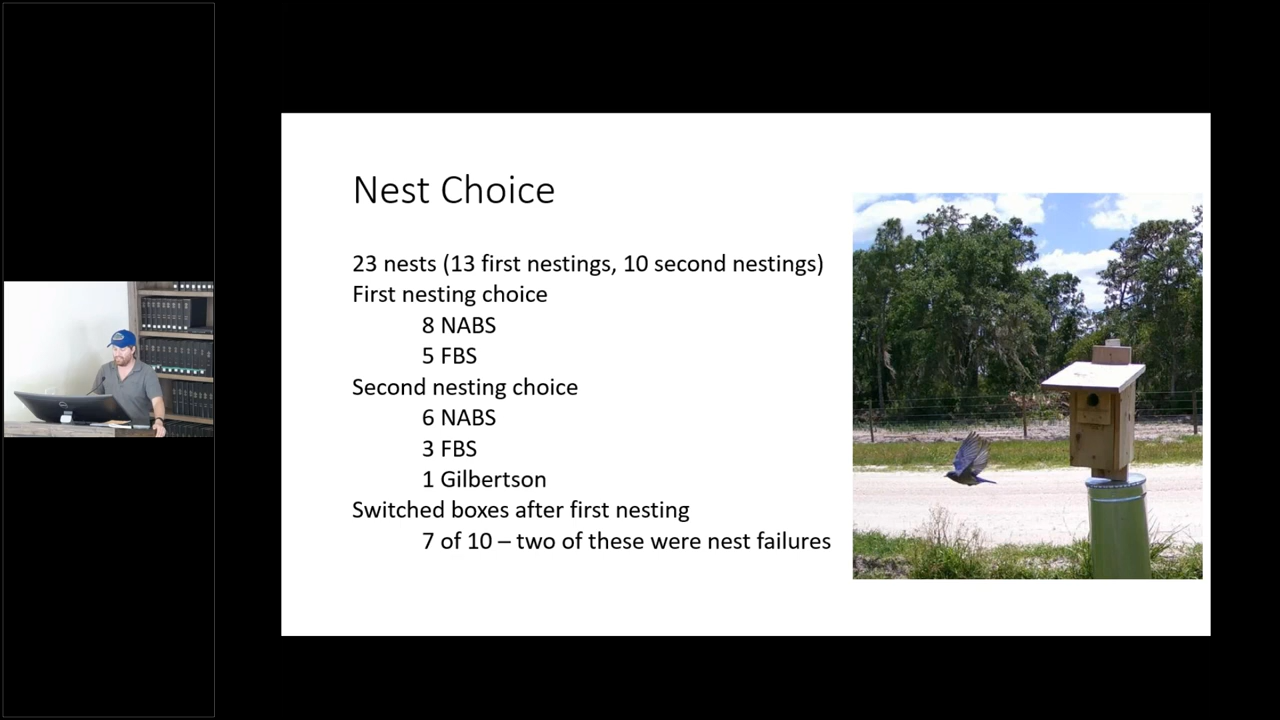 Nest Choice
23 nests (13 first nestings, 10 second nestings)
First nesting choice
8 NABS
5 FBS
Second nesting choice
6 NABS
3 FBS
1 Gilbertson
Switched boxes after first nesting
7 of 10 – two of these were nest failures